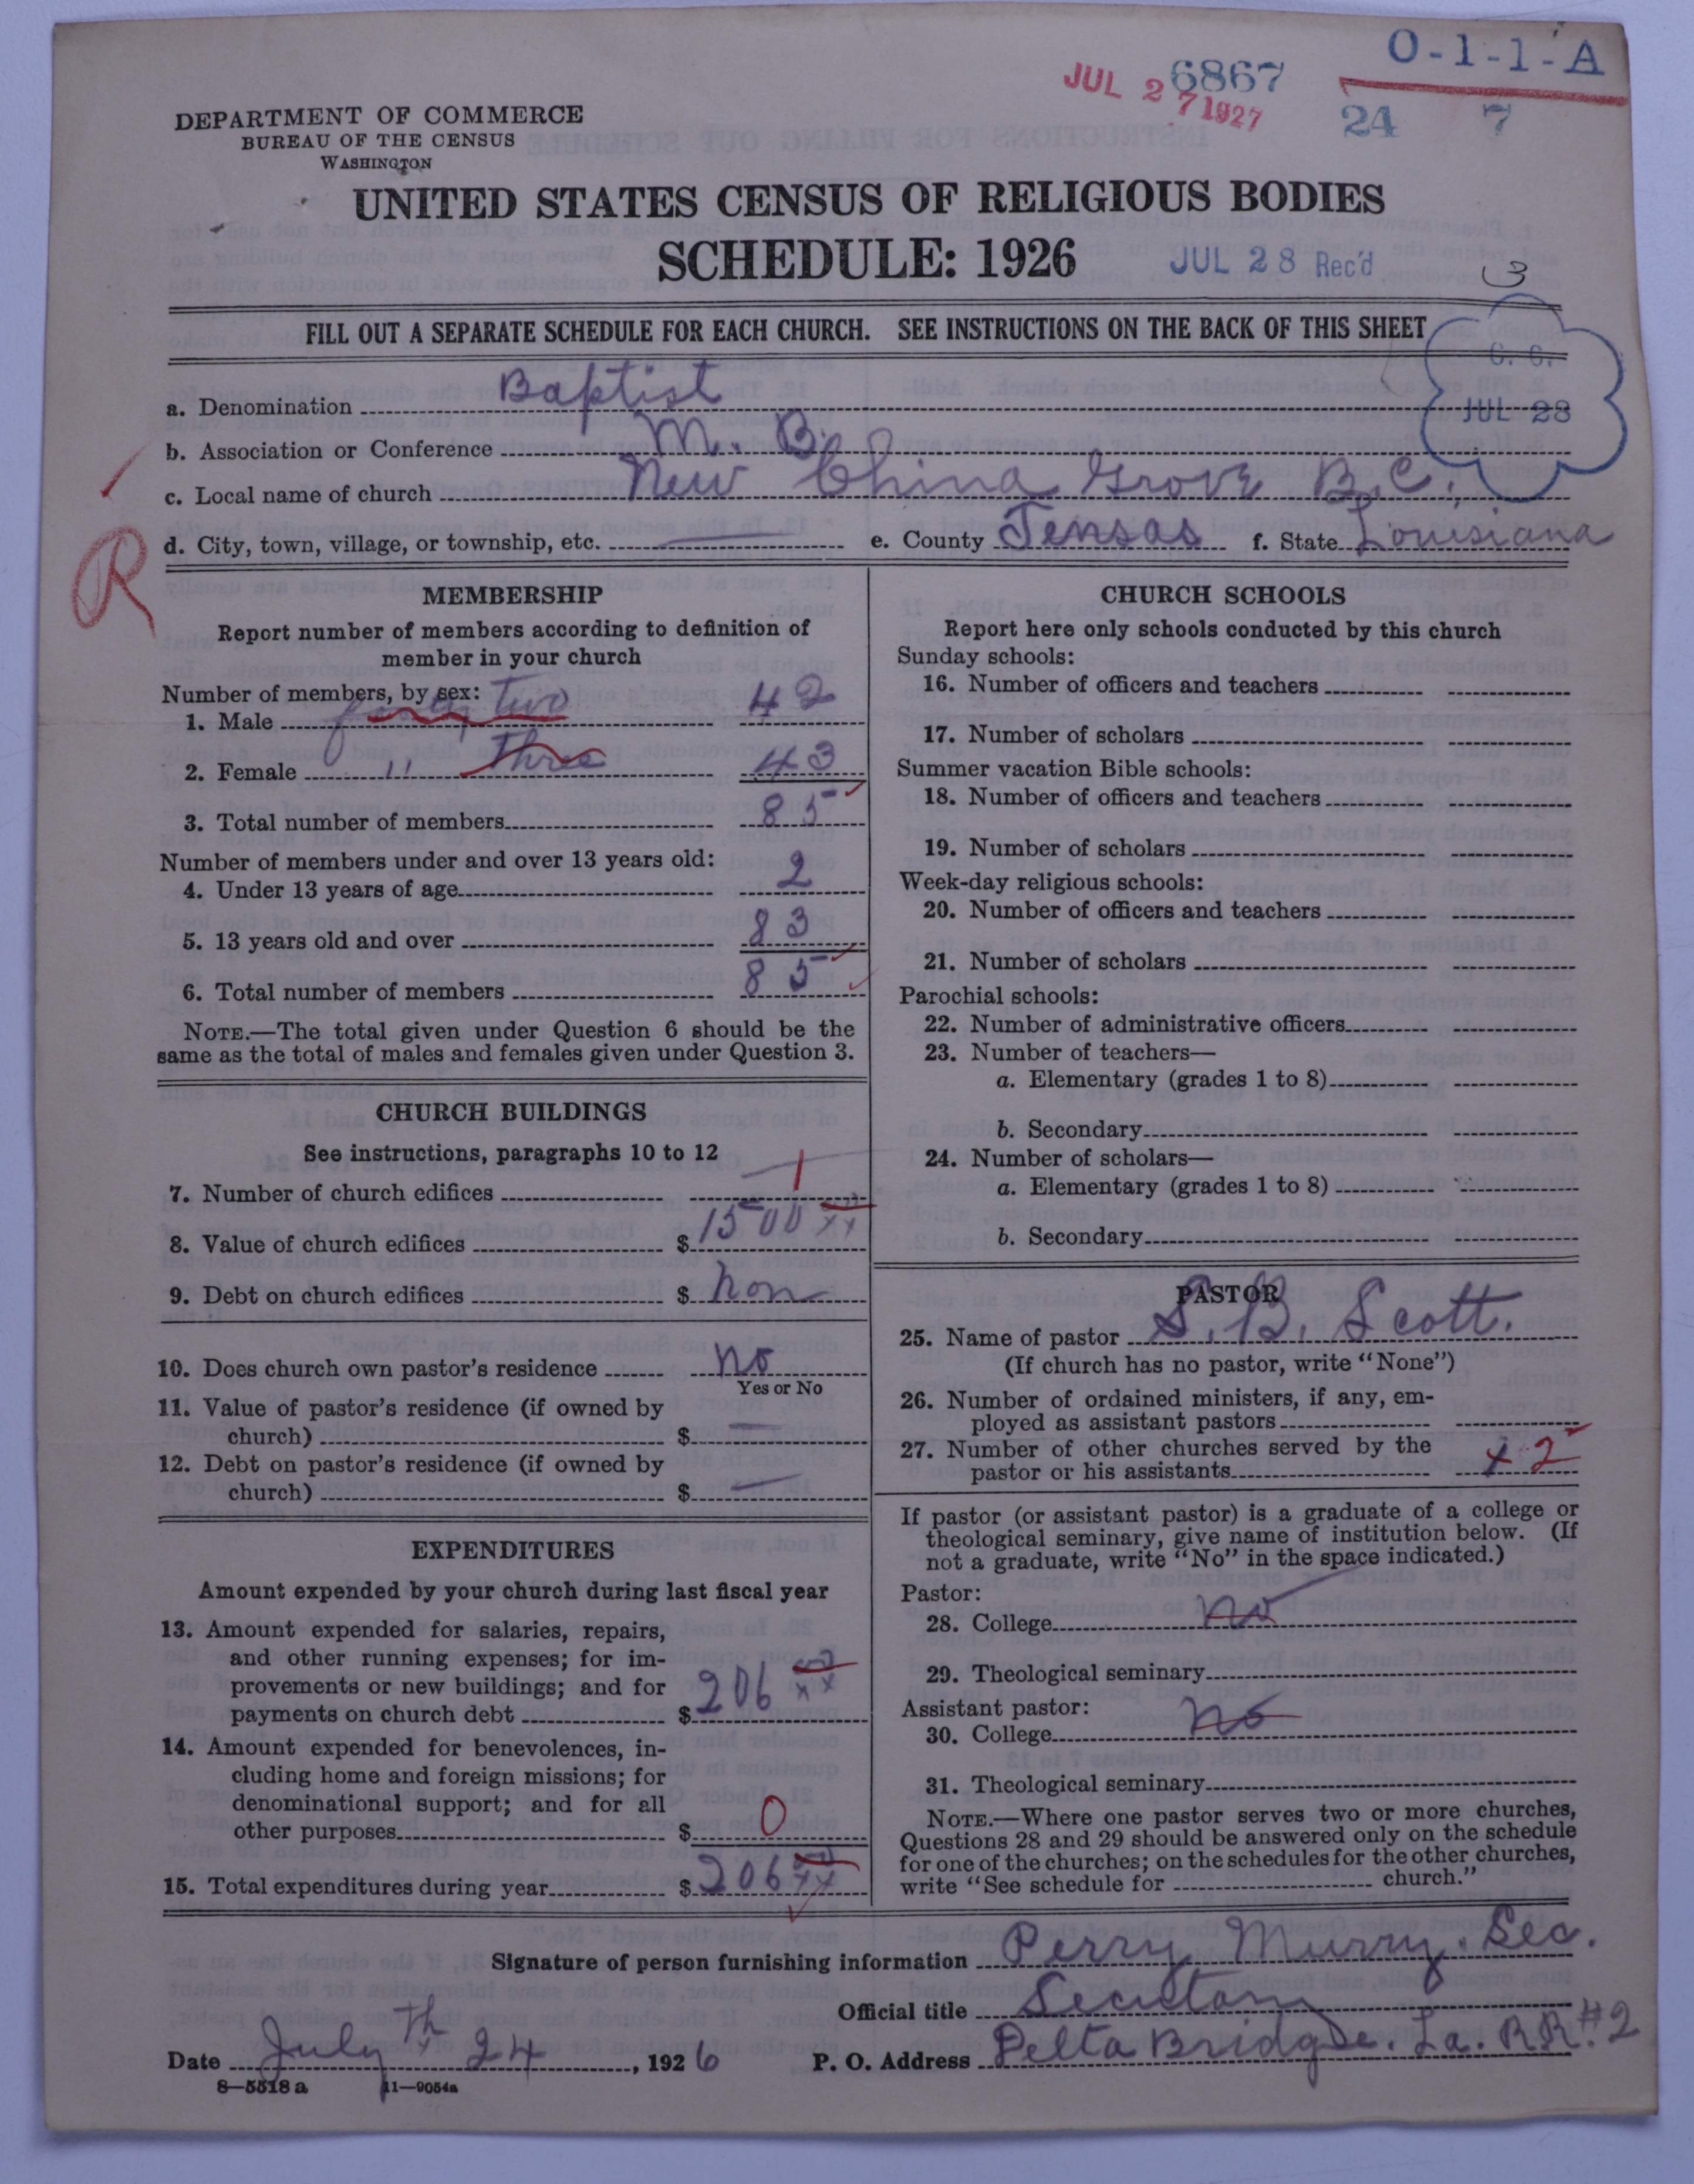 O-1-1-A
6867
JUL 27 1927
24 7
DEPARTMENT OF COMMERCE
BUREAU OF THE CENSUS
WASHINGTON
UNITED STATES CENSUS OF RELIGIOUS BODIES
SCHEDULE: 1926
JUL 28 Rec'd
3
FILL OUT A SEPARATE SCHEDULE FOR EACH CHURCH. SEE INSTRUCTIONS ON THE BACK OF THIS SHEET
JUL 28
a. Denomination Baptist
b. Association or Conference M. B.
c. Local name of church New China Grove B.C.
d. City, town, village, or township, etc. — e. County Tensas f. State Louisiana
R
MEMBERSHIP
Report number of members according to definition of
member in your church
Number of members, by sex:
1. Male forty two 42
2. Female " three 43
3. Total number of members 85
Number of members under and over 13 years old:
4. Under 13 years of age 2
5. 13 years old and over 83
6. Total number of members 85
NOTE.—The total given under Question 6 should be the
same as the total of males and females given under Question 3.
CHURCH BUILDINGS
See instructions, paragraphs 10 to 12
7. Number of church edifices 1
8. Value of church edifices $ 1500 xx
9. Debt on church edifices $ non
10. Does church own pastor's residence no
Yes or No
11. Value of pastor's residence (if owned by
church) $ —
12. Debt on pastor's residence (if owned by
church) $ —
EXPENDITURES
Amount expended by your church during last fiscal year
13. Amount expended for salaries, repairs,
and other running expenses; for im-
provements or new buildings; and for
payments on church debt $ 206 xx
14. Amount expended for benevolences, in-
cluding home and foreign missions; for
denominational support; and for all
other purposes $ 0
15. Total expenditures during year $ 206 xx
CHURCH SCHOOLS
Report here only schools conducted by this church
Sunday schools:
16. Number of officers and teachers
17. Number of scholars
Summer vacation Bible schools:
18. Number of officers and teachers
19. Number of scholars
Week-day religious schools:
20. Number of officers and teachers
21. Number of scholars
Parochial schools:
22. Number of administrative officers
23. Number of teachers—
a. Elementary (grades 1 to 8)
b. Secondary
24. Number of scholars—
a. Elementary (grades 1 to 8)
b. Secondary
PASTOR
25. Name of pastor S. B. Scott.
(If church has no pastor, write "None")
26. Number of ordained ministers, if any, em-
ployed as assistant pastors
27. Number of other churches served by the
pastor or his assistants 2
If pastor (or assistant pastor) is a graduate of a college or
theological seminary, give name of institution below. (If
not a graduate, write "No" in the space indicated.)
Pastor:
28. College no
29. Theological seminary
Assistant pastor:
30. College no
31. Theological seminary
NOTE.—Where one pastor serves two or more churches,
Questions 28 and 29 should be answered only on the schedule
for one of the churches; on the schedules for the other churches,
write "See schedule for church."
Signature of person furnishing information Perry Murry. Sec.
Official title Secretary
Date July th 24, 1926 P. O. Address Delta Bridge. La. RR #2
8—5518 a 11—9054a